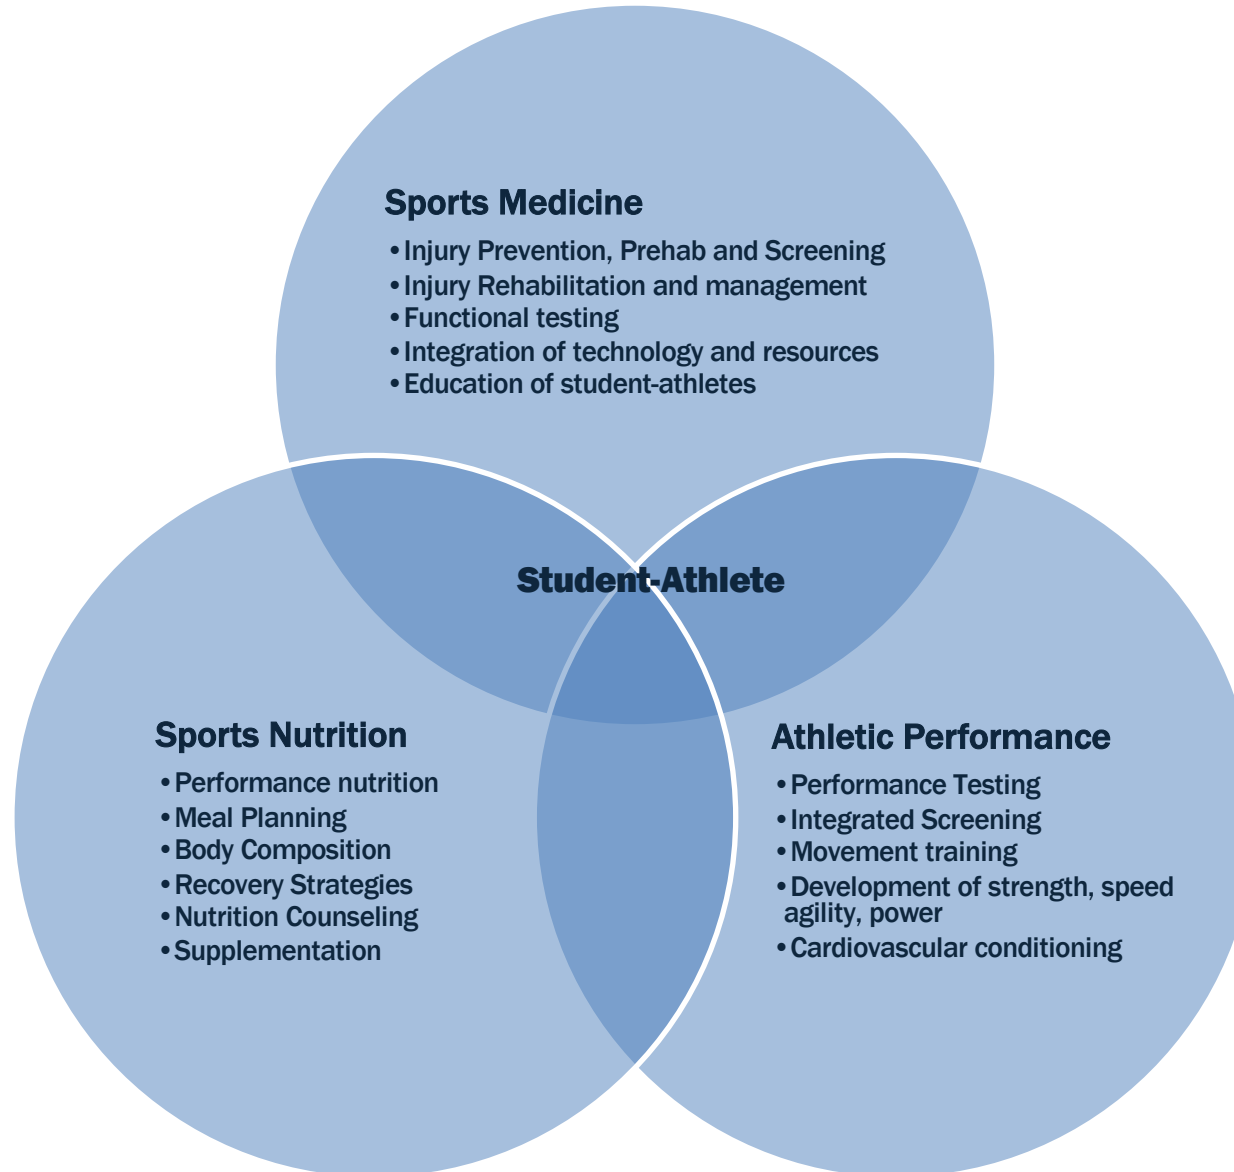 Sports Medicine
•Injury Prevention, Prehab and Screening
•Injury Rehabilitation and management
•Functional testing
•Integration of technology and resources
•Education of student-athletes
Student-Athlete
Sports Nutrition
•Performance nutrition
•Meal Planning
•Body Composition
•Recovery Strategies
•Nutrition Counseling
•Supplementation
Athletic Performance
•Performance Testing
•Integrated Screening
•Movement training
•Development of strength, speed
agility, power
•Cardiovascular conditioning